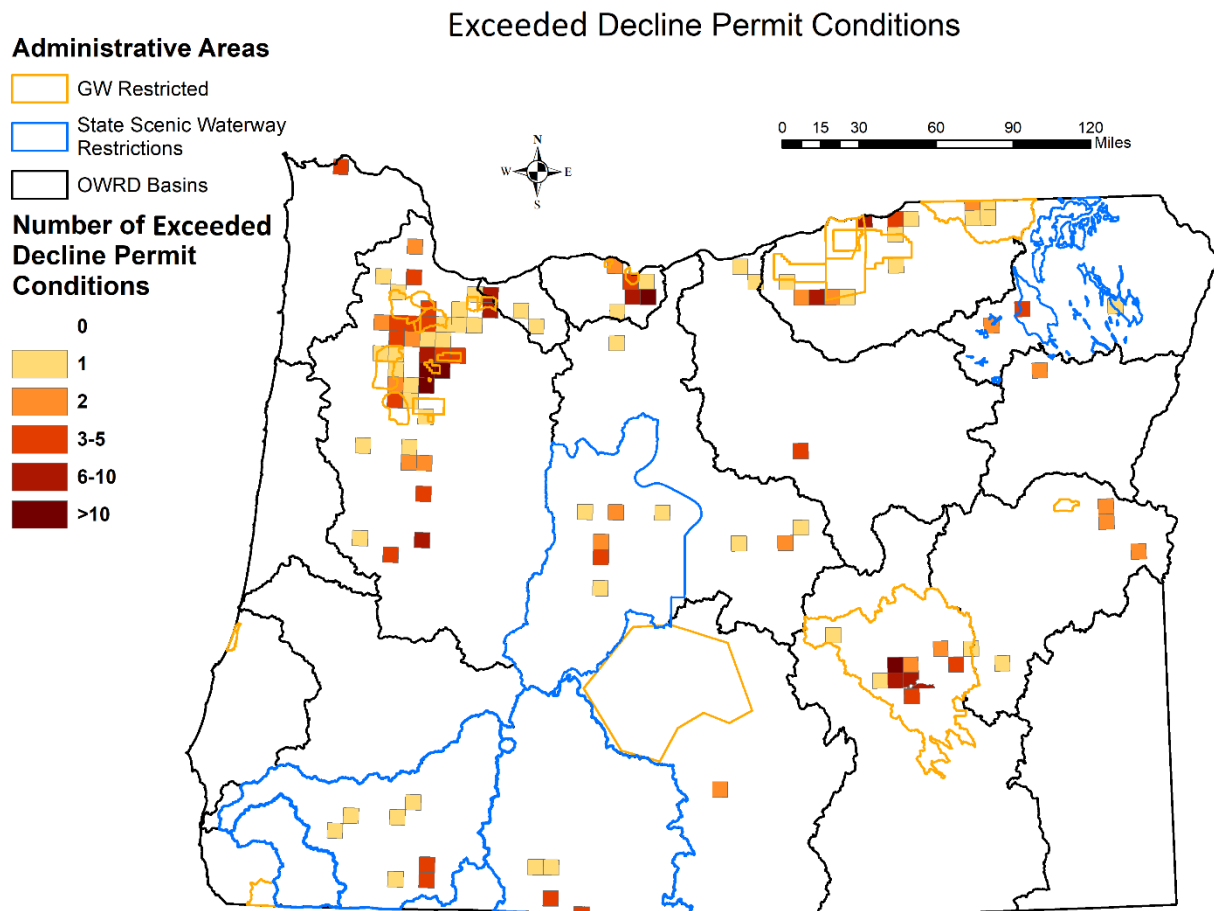 Exceeded Decline Permit Conditions
Administrative Areas
GW Restricted
State Scenic Waterway
Restrictions
OWRD Basins
Number of Exceeded
Decline Permit
Conditions
0
1
2
3-5
6-10
>10
0 15 30 60 90 120
Miles
N
W E
S